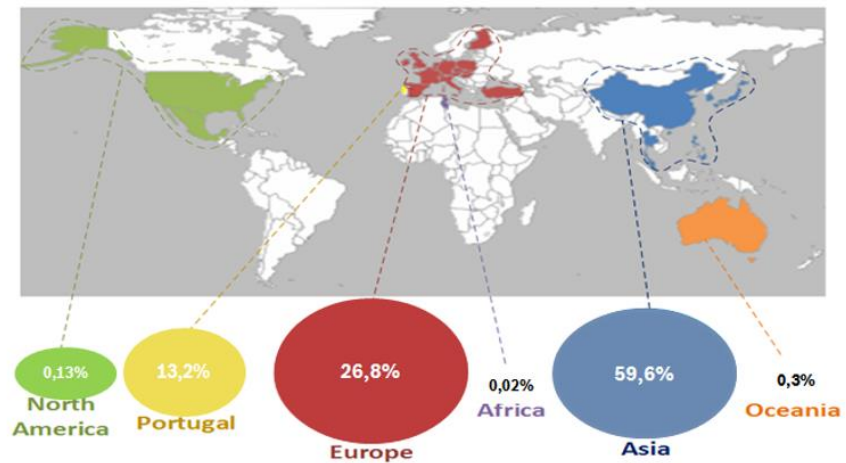 0,13%
North
America
13,2%
Portugal
26,8%
Europe
0,02%
Africa
59,6%
Asia
0,3%
Oceania